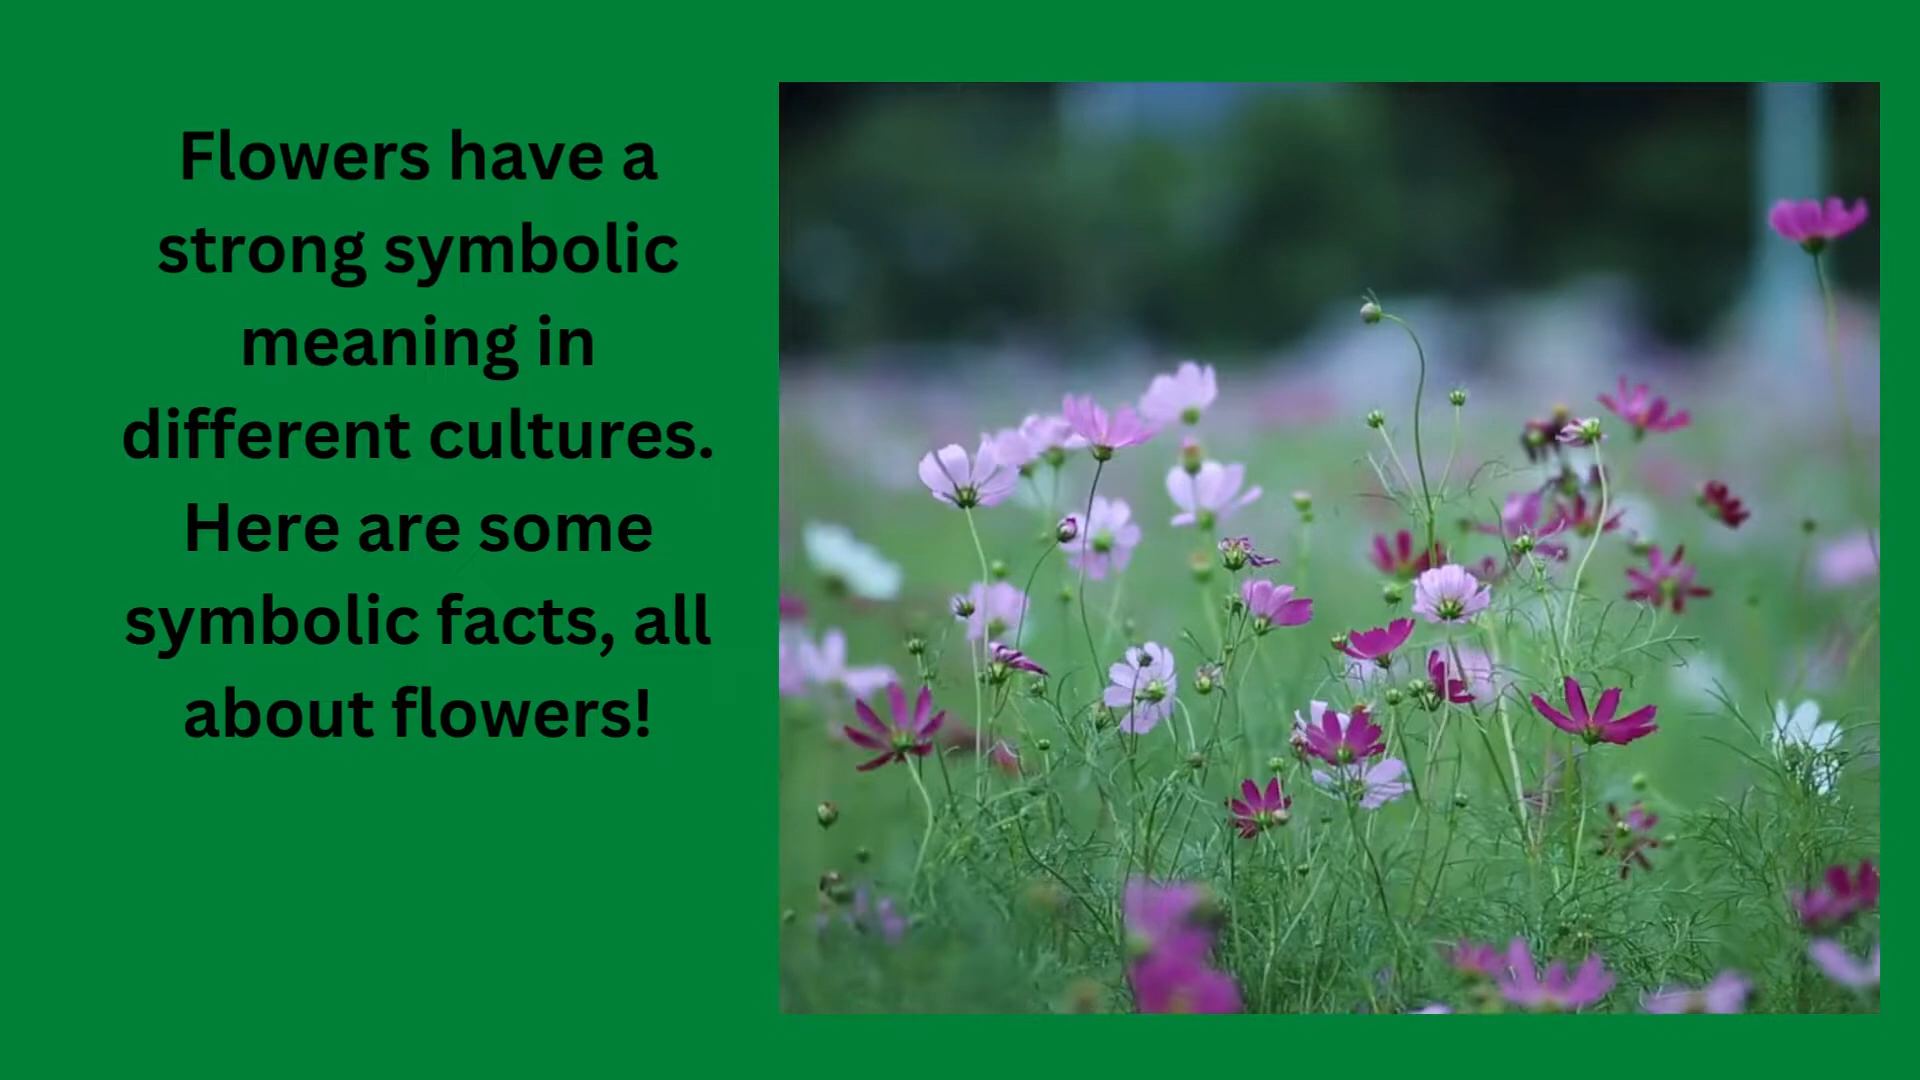 Flowers have a
strong symbolic
meaning in
different cultures.
Here are some
symbolic facts, all
about flowers!